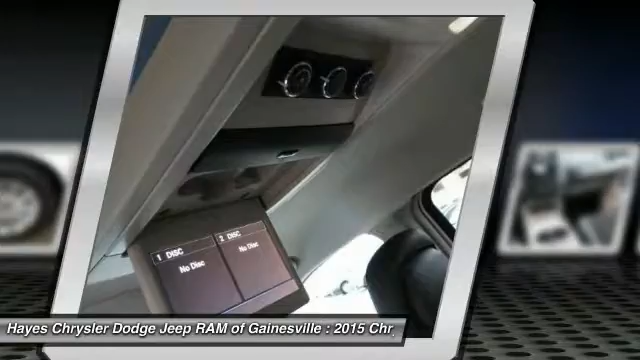 1 DISC
2 DISC
No Disc
No Disc
Hayes Chrysler Dodge Jeep RAM of Gainesville : 2015 Chr